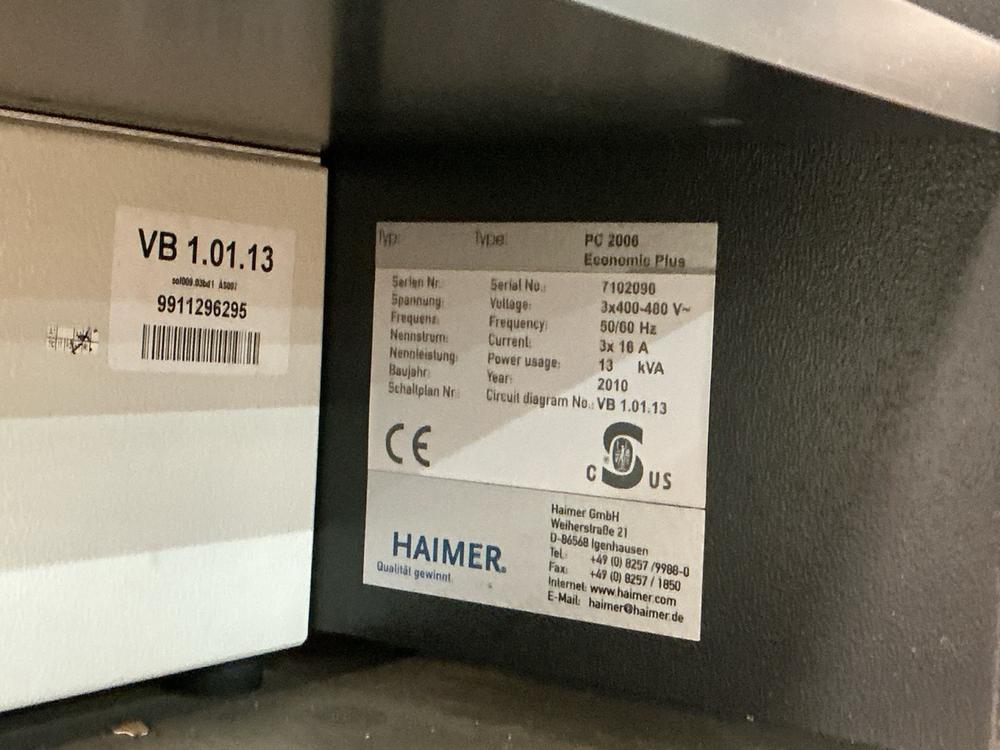 VB 1.01.13
9911296295
Typ: Type: PC 2006
Economic Plus
Serien Nr.: Serial No.: 7102090
Spannung: Voltage: 3x400-480 V~
Frequenz: Frequency: 50/60 Hz
Nennstrom: Current: 3x 16 A
Nennleistung: Power usage: 13 kVA
Baujahr: Year: 2010
Schaltplan Nr.: Circuit diagram No.: VB 1.01.13
CE
C S US
HAIMER®
Qualität gewinnt.
Haimer GmbH
Weiherstraße 21
D-86568 Igenhausen
Tel.: +49 (0) 8257 /9988-0
Fax: +49 (0) 8257 / 1850
Internet: www.haimer.com
E-Mail: haimer@haimer.de